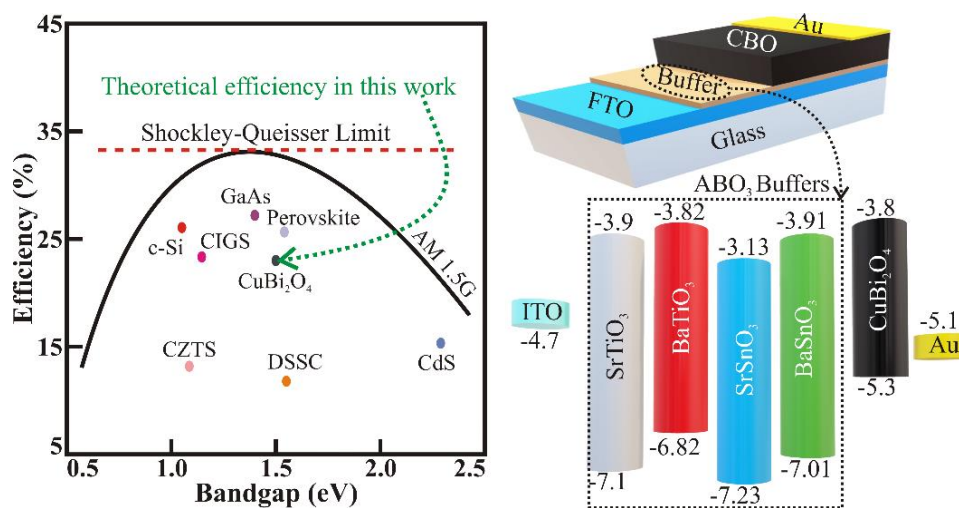 45
35
25
15
5
Efficiency (%)
0.5
1.0
1.5
2.0
2.5
Bandgap (eV)
Theoretical efficiency in this work
Shockley-Queisser Limit
GaAs
Perovskite
c-Si
CIGS
CuBi₂O₄
AM 1.5G
CZTS
DSSC
CdS
Au
CBO
Buffer
FTO
Glass
ABO₃ Buffers
-3.9
-3.82
-3.13
-3.91
-3.8
ITO
-4.7
SrTiO₃
BaTiO₃
SrSnO₃
BaSnO₃
CuBi₂O₄
-5.1
Au
-5.3
-6.82
-7.1
-7.23
-7.01